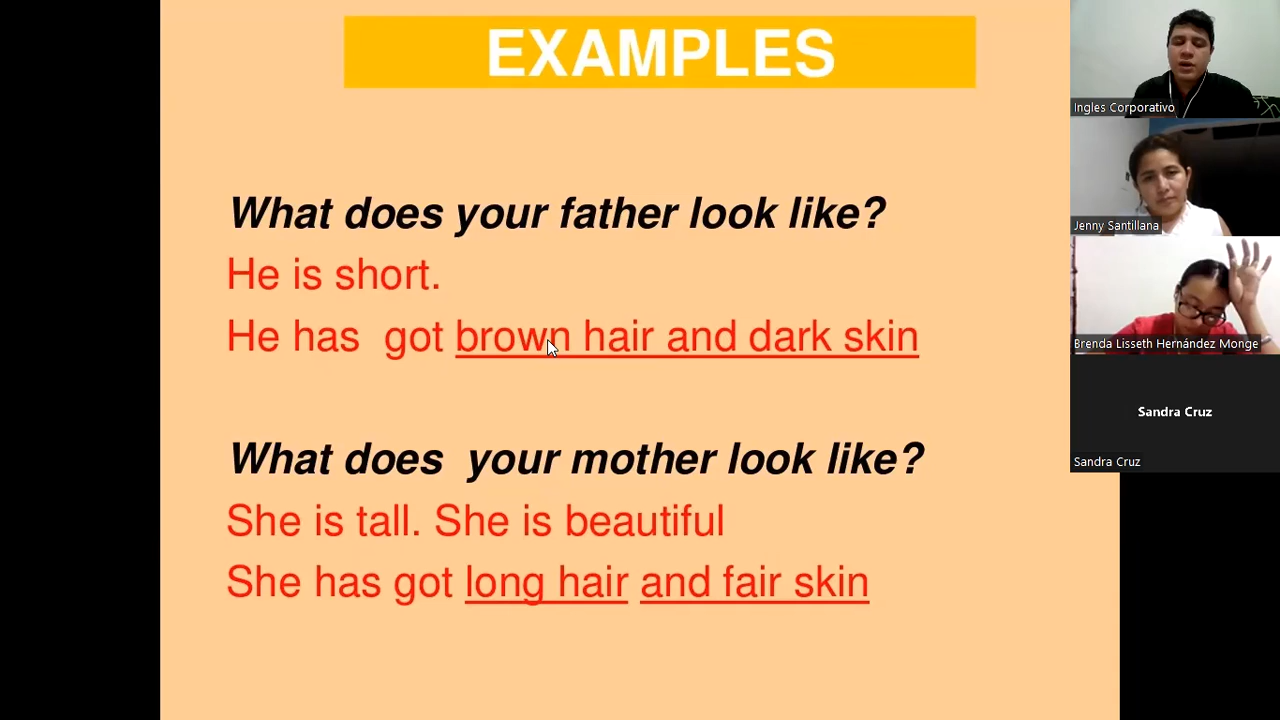 EXAMPLES
What does your father look like?
He is short.
He has got brown hair and dark skin
What does your mother look like?
She is tall. She is beautiful
She has got long hair and fair skin
Ingles Corporativo
Jenny Santillana
Brenda Lisseth Hernández Monge
Sandra Cruz
Sandra Cruz